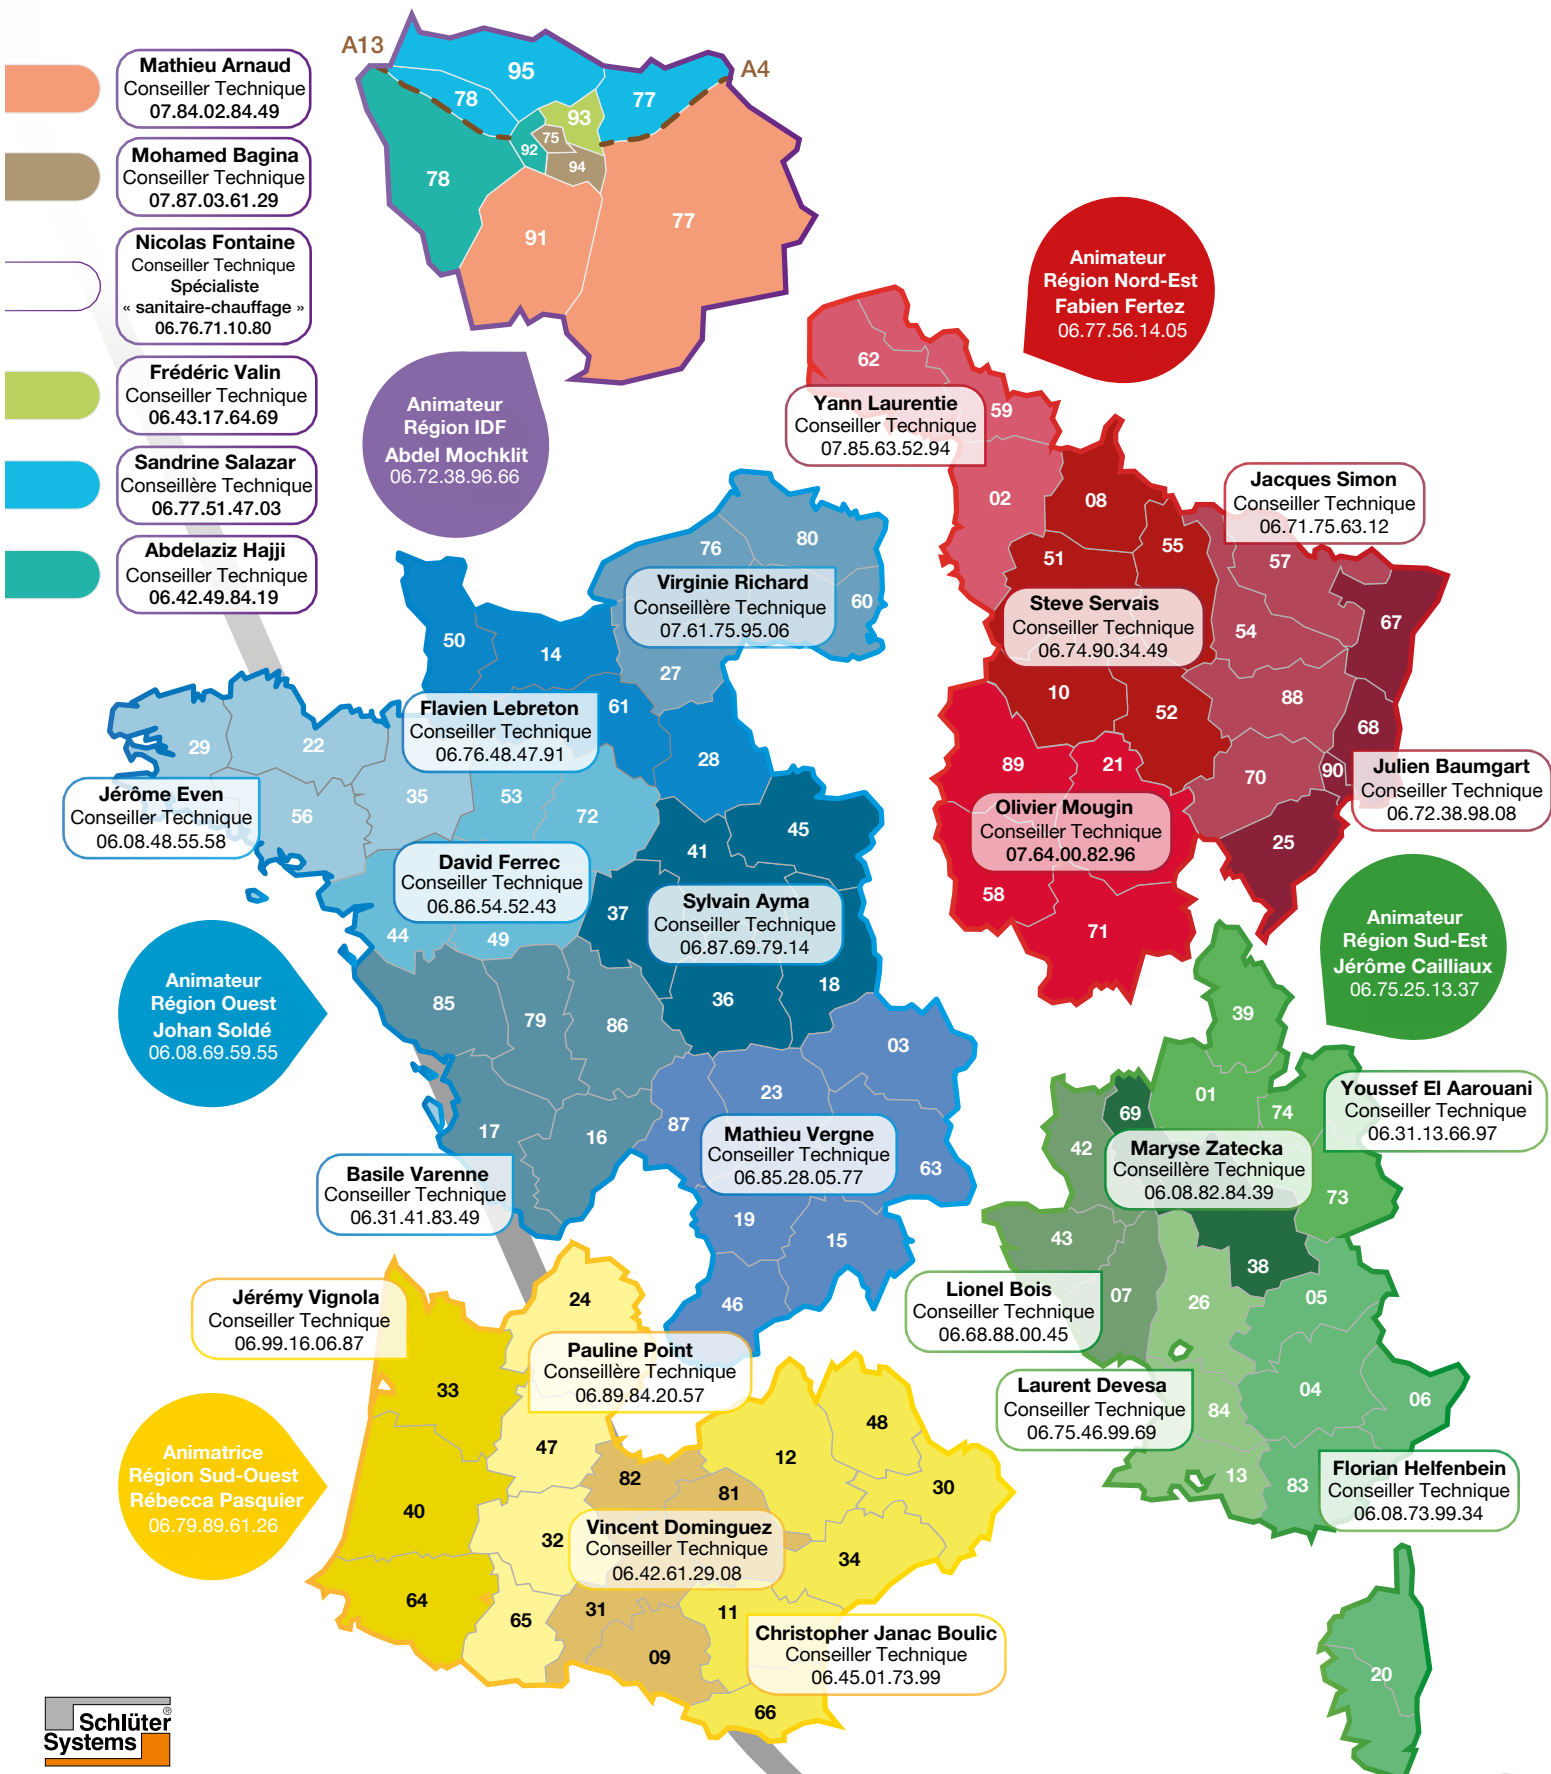 Mathieu Arnaud
Conseiller Technique
07.84.02.84.49
Mohamed Bagina
Conseiller Technique
07.87.03.61.29
Nicolas Fontaine
Conseiller Technique
Spécialiste
« sanitaire-chauffage »
06.76.71.10.80
Frédéric Valin
Conseiller Technique
06.43.17.64.69
Sandrine Salazar
Conseillère Technique
06.77.51.47.03
Abdelaziz Hajji
Conseiller Technique
06.42.49.84.19
A13
A4
95
78
77
93
75
92
94
78
77
91
Animateur
Région IDF
Abdel Mochklit
06.72.38.96.66
Animateur
Région Nord-Est
Fabien Fertez
06.77.56.14.05
62
59
Yann Laurentie
Conseiller Technique
07.85.63.52.94
02
08
Jacques Simon
Conseiller Technique
06.71.75.63.12
51
55
57
Steve Servais
Conseiller Technique
06.74.90.34.49
54
67
10
52
88
68
89
21
70
90
Julien Baumgart
Conseiller Technique
06.72.38.98.08
Olivier Mougin
Conseiller Technique
07.64.00.82.96
25
58
71
76
80
Virginie Richard
Conseillère Technique
07.61.75.95.06
60
27
50
14
61
Flavien Lebreton
Conseiller Technique
06.76.48.47.91
28
29
22
Jérôme Even
Conseiller Technique
06.08.48.55.58
56
35
53
72
David Ferrec
Conseiller Technique
06.86.54.52.43
44
49
41
45
37
Sylvain Ayma
Conseiller Technique
06.87.69.79.14
36
18
Animateur
Région Ouest
Johan Soldé
06.08.69.59.55
85
79
86
17
16
Basile Varenne
Conseiller Technique
06.31.41.83.49
03
23
87
Mathieu Vergne
Conseiller Technique
06.85.28.05.77
63
19
15
46
Animateur
Région Sud-Est
Jérôme Cailliaux
06.75.25.13.37
39
01
74
Youssef El Aarouani
Conseiller Technique
06.31.13.66.97
69
42
Maryse Zatecka
Conseillère Technique
06.08.82.84.39
73
43
38
Lionel Bois
Conseiller Technique
06.68.88.00.45
07
26
05
Laurent Devesa
Conseiller Technique
06.75.46.99.69
84
04
06
13
83
Florian Helfenbein
Conseiller Technique
06.08.73.99.34
20
Jérémy Vignola
Conseiller Technique
06.99.16.06.87
24
Pauline Point
Conseillère Technique
06.89.84.20.57
33
Animatrice
Région Sud-Ouest
Rébecca Pasquier
06.79.89.61.26
47
48
12
82
81
30
40
32
Vincent Dominguez
Conseiller Technique
06.42.61.29.08
34
64
65
31
11
09
Christopher Janac Boulic
Conseiller Technique
06.45.01.73.99
66
Schlüter®
Systems